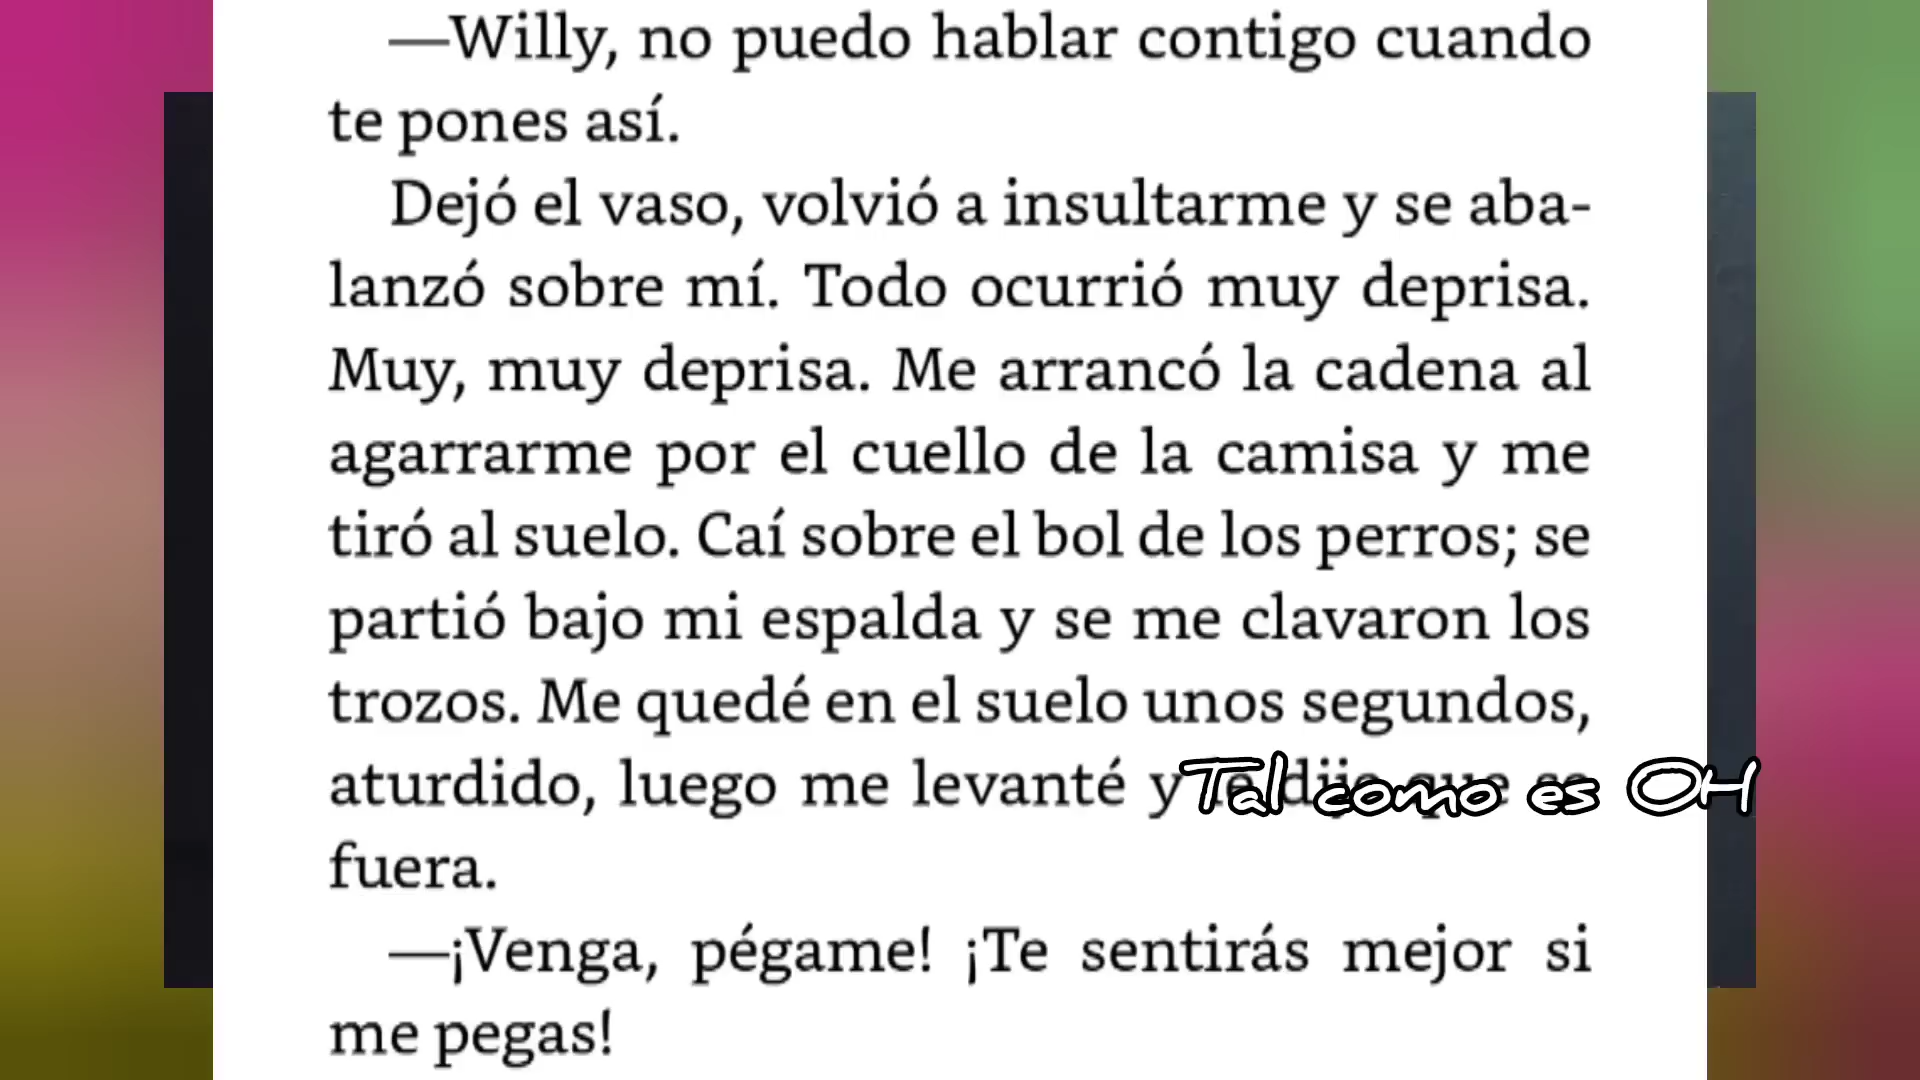 —Willy, no puedo hablar contigo cuando
te pones así.
Dejó el vaso, volvió a insultarme y se aba-
lanzó sobre mí. Todo ocurrió muy deprisa.
Muy, muy deprisa. Me arrancó la cadena al
agarrarme por el cuello de la camisa y me
tiró al suelo. Caí sobre el bol de los perros; se
partió bajo mi espalda y se me clavaron los
trozos. Me quedé en el suelo unos segundos,
aturdido, luego me levanté y le dije que se
Tal como es OH
fuera.
—¡Venga, pégame! ¡Te sentirás mejor si
me pegas!